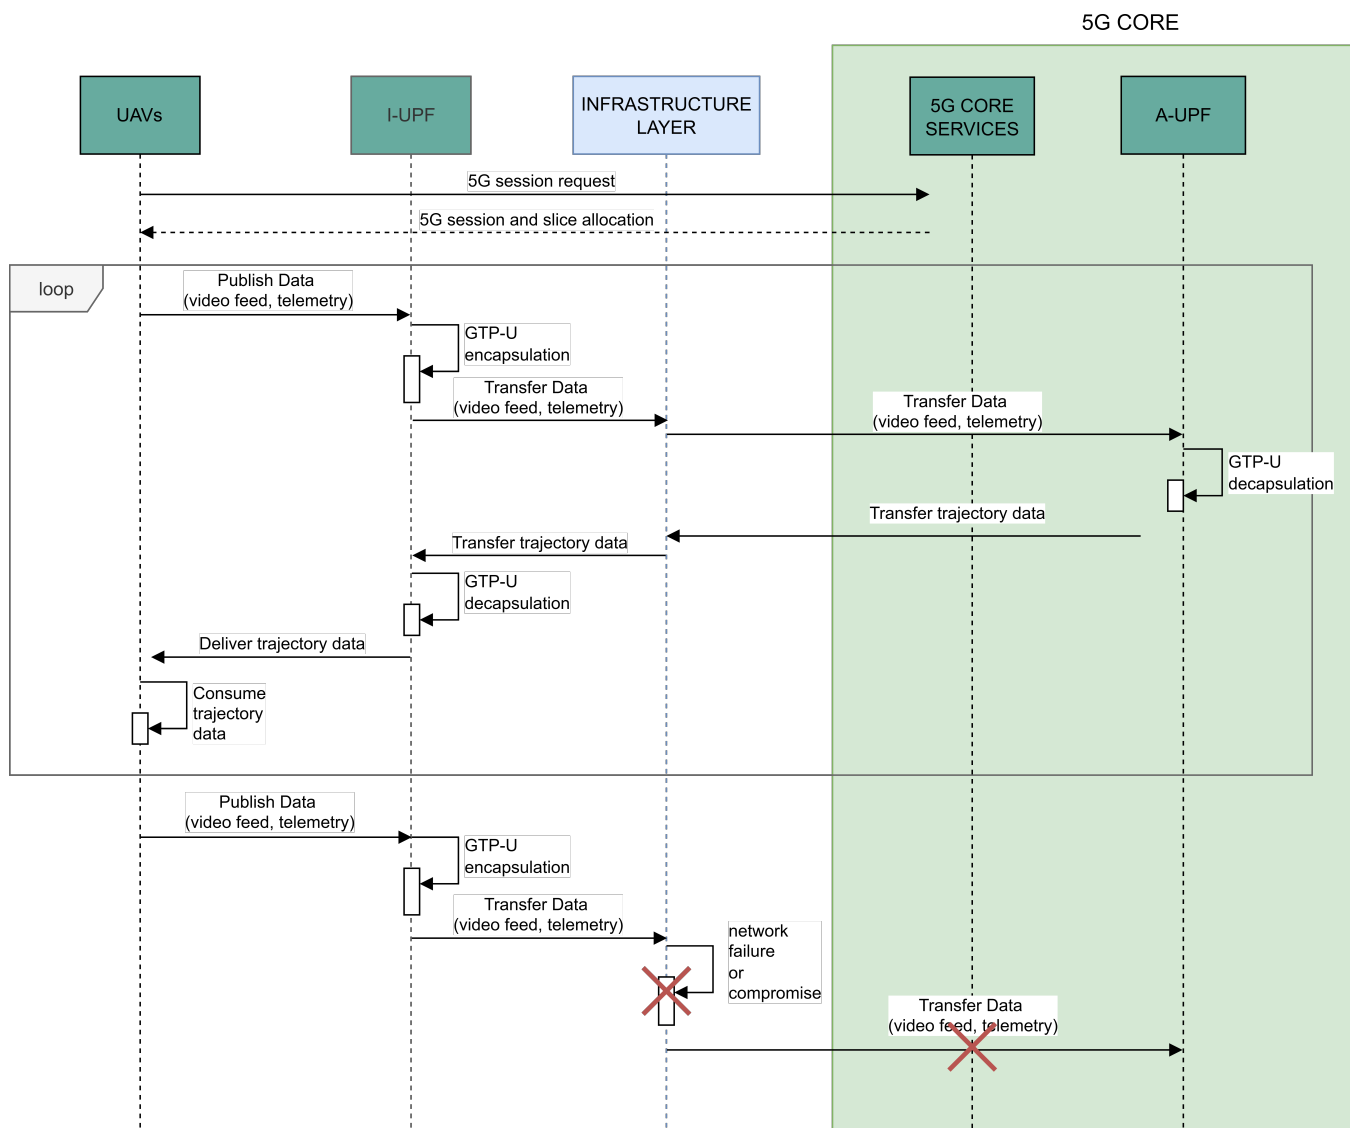 5G CORE
UAVs
I-UPF
INFRASTRUCTURE
LAYER
5G CORE
SERVICES
A-UPF
5G session request
5G session and slice allocation
loop
Publish Data
(video feed, telemetry)
GTP-U
encapsulation
Transfer Data
(video feed, telemetry)
Transfer Data
(video feed, telemetry)
GTP-U
decapsulation
Transfer trajectory data
Transfer trajectory data
GTP-U
decapsulation
Deliver trajectory data
Consume
trajectory
data
Publish Data
(video feed, telemetry)
GTP-U
encapsulation
Transfer Data
(video feed, telemetry)
network
failure
or
compromise
Transfer Data
(video feed, telemetry)